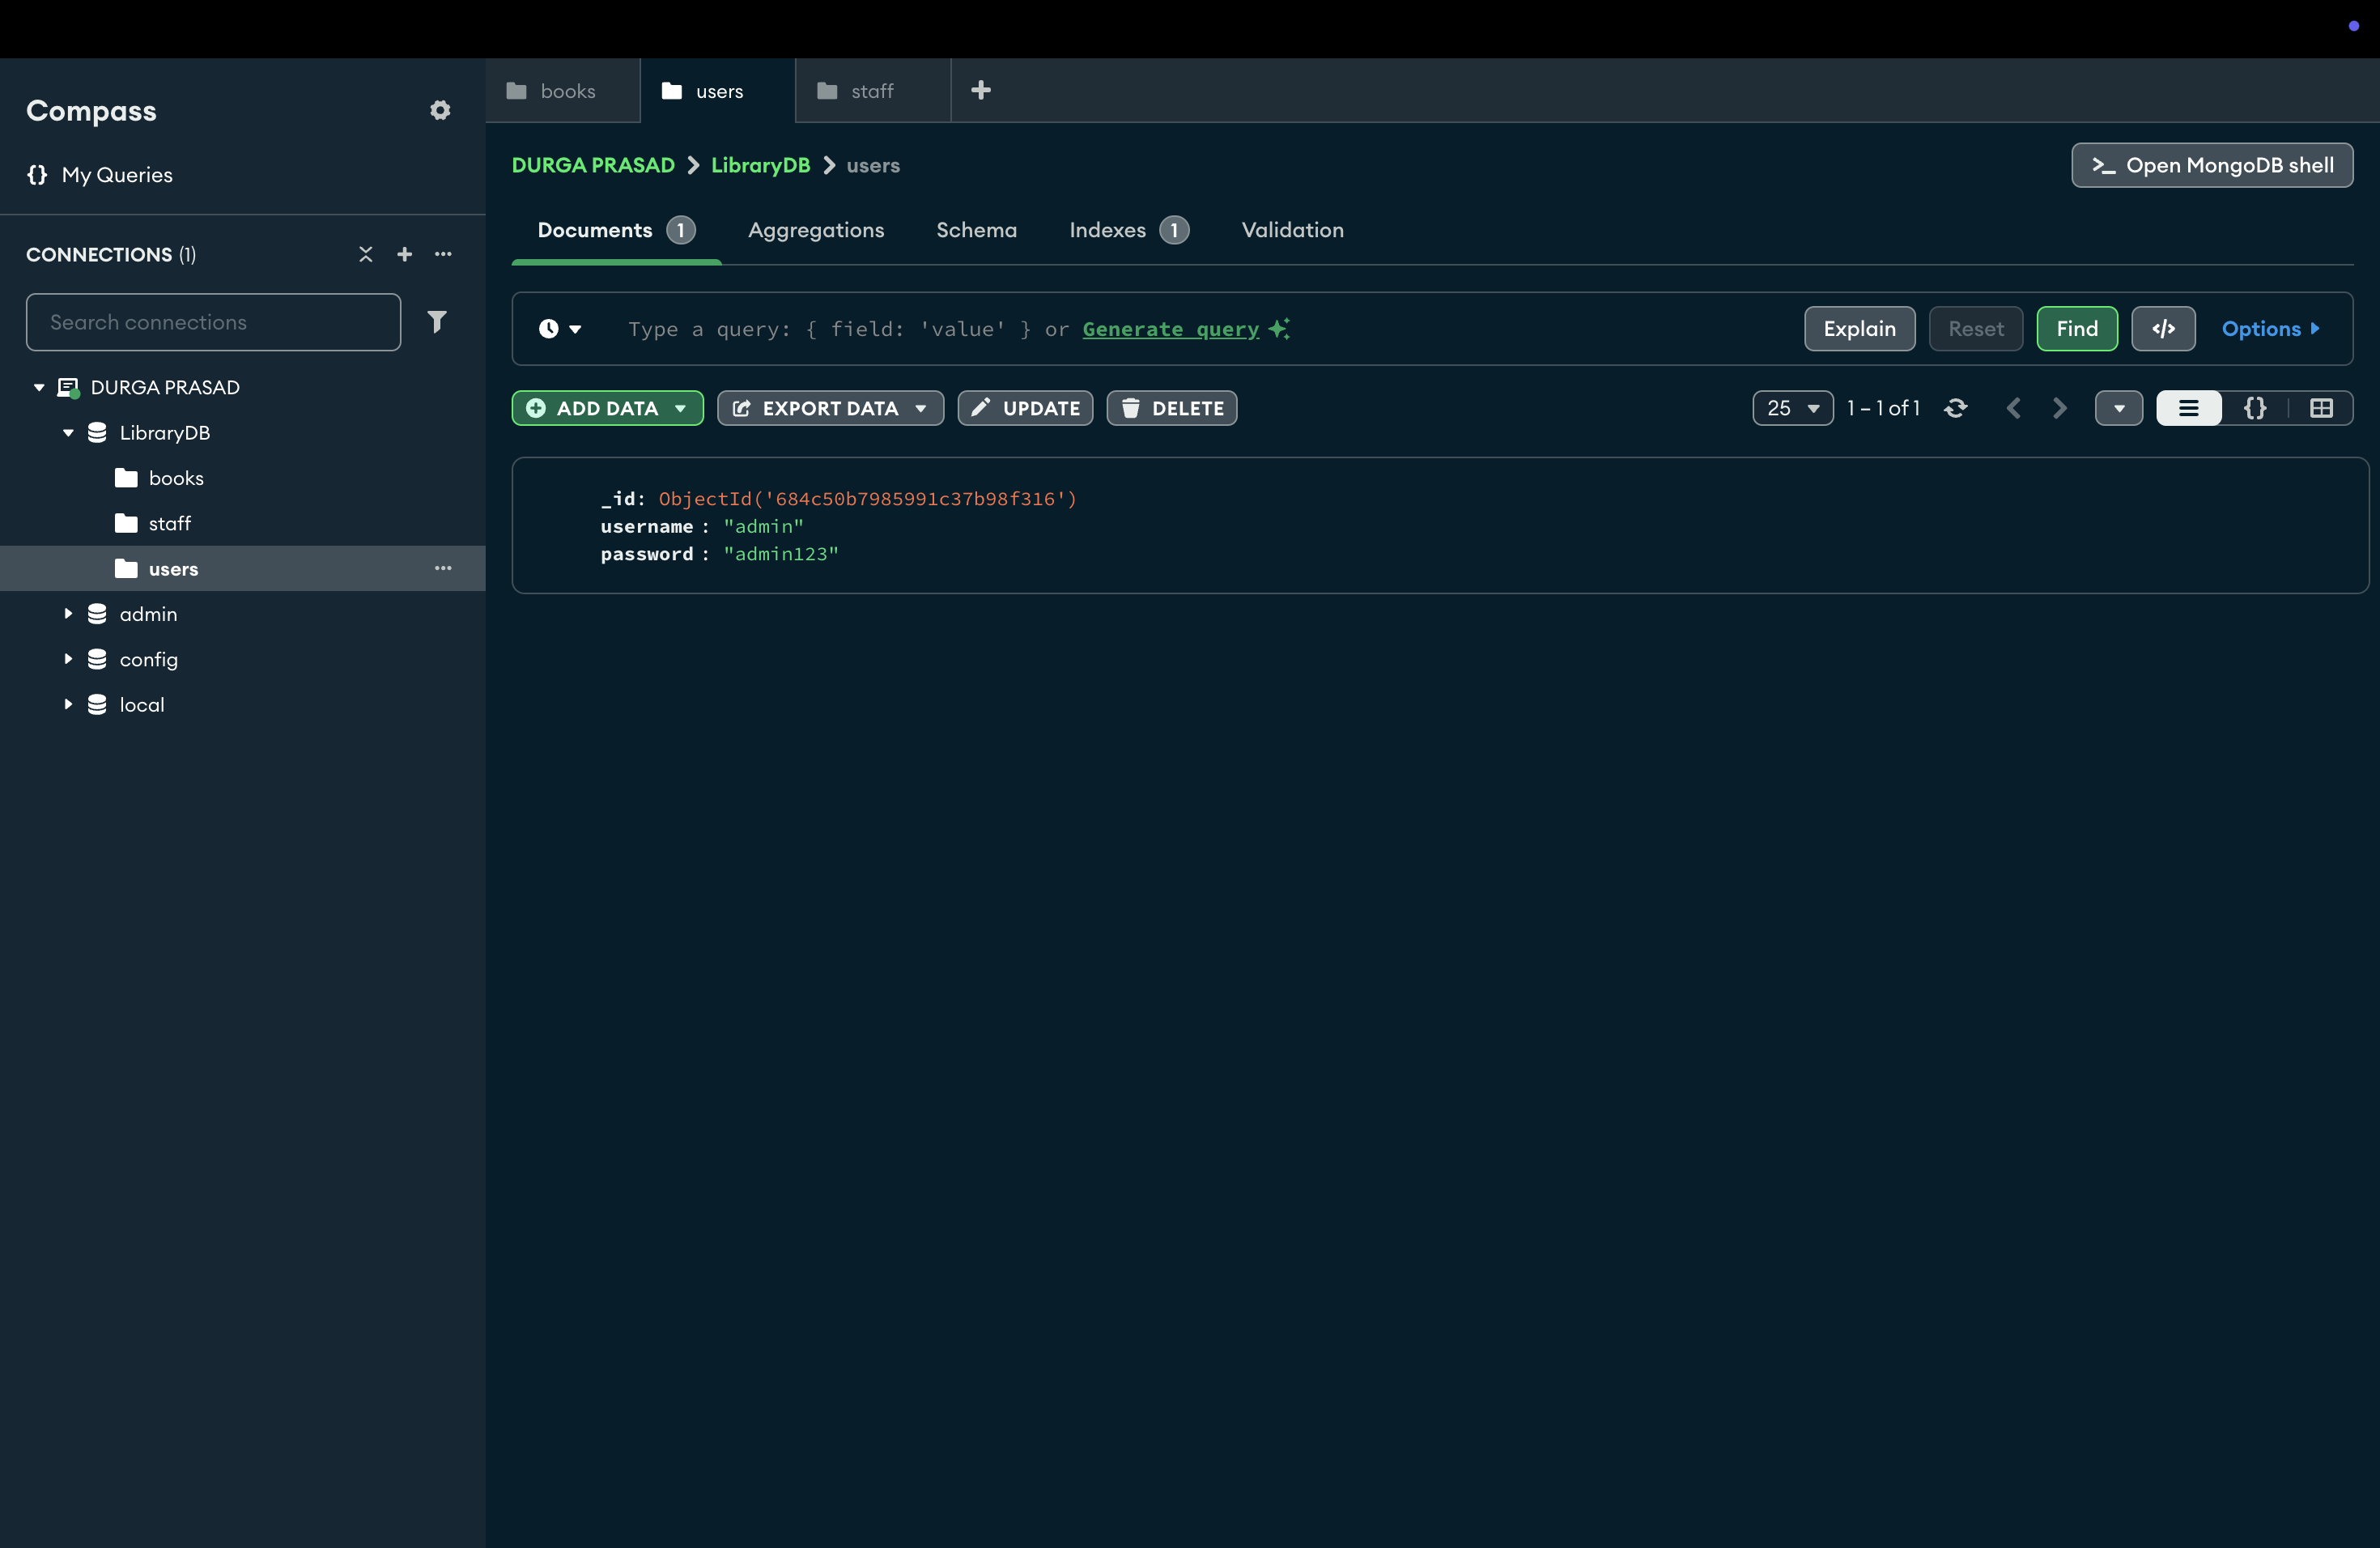 Compass
{} My Queries
CONNECTIONS (1)
Search connections
DURGA PRASAD
LibraryDB
books
staff
users
admin
config
local
books
users
staff
DURGA PRASAD > LibraryDB > users
>_ Open MongoDB shell
Documents 1
Aggregations
Schema
Indexes 1
Validation
Type a query: { field: 'value' } or Generate query
Explain
Reset
Find
</>
Options
ADD DATA
EXPORT DATA
UPDATE
DELETE
25
1 – 1 of 1
{}
_id: ObjectId('684c50b7985991c37b98f316')
username : "admin"
password : "admin123"